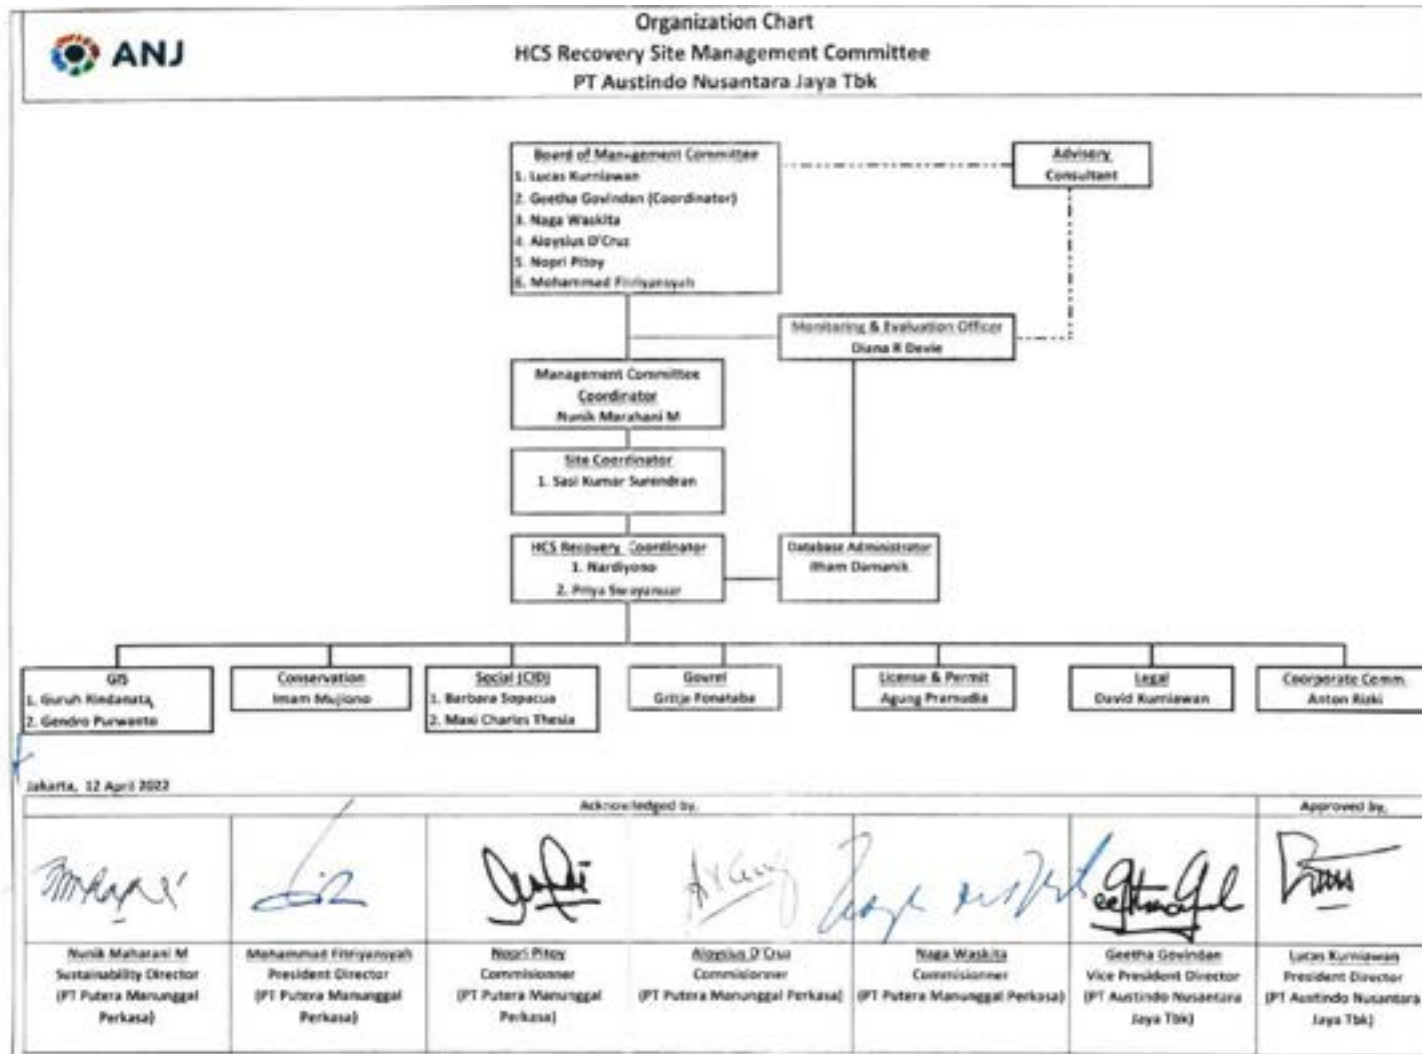 ANJ
Organization Chart
HCS Recovery Site Management Committee
PT Austindo Nusantara Jaya Tbk
Board of Management Committee
1. Lucas Kurniawan
2. Geetha Govindan (Coordinator)
3. Naga Waskita
4. Aloysius D'Cruz
5. Nopri Pitoy
6. Mohammad Fitriyansyah
Advisory
Consultant
Monitoring & Evaluation Officer
Diana R Devie
Management Committee
Coordinator
Nunik Marahani M
Site Coordinator
1. Sasi Kumar Surendran
HCS Recovery Coordinator
1. Nardiyono
2. Priya Swayanuar
Database Administrator
Ilham Damanik
GIS
1. Guruh Rindanata
2. Gendro Purwanto
Conservation
Imam Mujiono
Social (CID)
1. Barbara Sopacua
2. Maxi Charles Thesia
Govrel
Gritje Fonataba
License & Permit
Agung Pramudia
Legal
David Kurniawan
Coorporate Comm.
Anton Rizki
Jakarta, 12 April 2022
Acknowledged by,
Approved by,
Nunik Maharani M
Sustainability Director
(PT Putera Manunggal
Perkasa)
Mohammad Fitriyansyah
President Director
(PT Putera Manunggal
Perkasa)
Nopri Pitoy
Commisionner
(PT Putera Manunggal
Perkasa)
Aloysius D'Cruz
Commisionner
(PT Putera Manunggal Perkasa)
Naga Waskita
Commisionner
(PT Putera Manunggal Perkasa)
Geetha Govindan
Vice President Director
(PT Austindo Nusantara
Jaya Tbk)
Lucas Kurniawan
President Director
(PT Austindo Nusantara
Jaya Tbk)